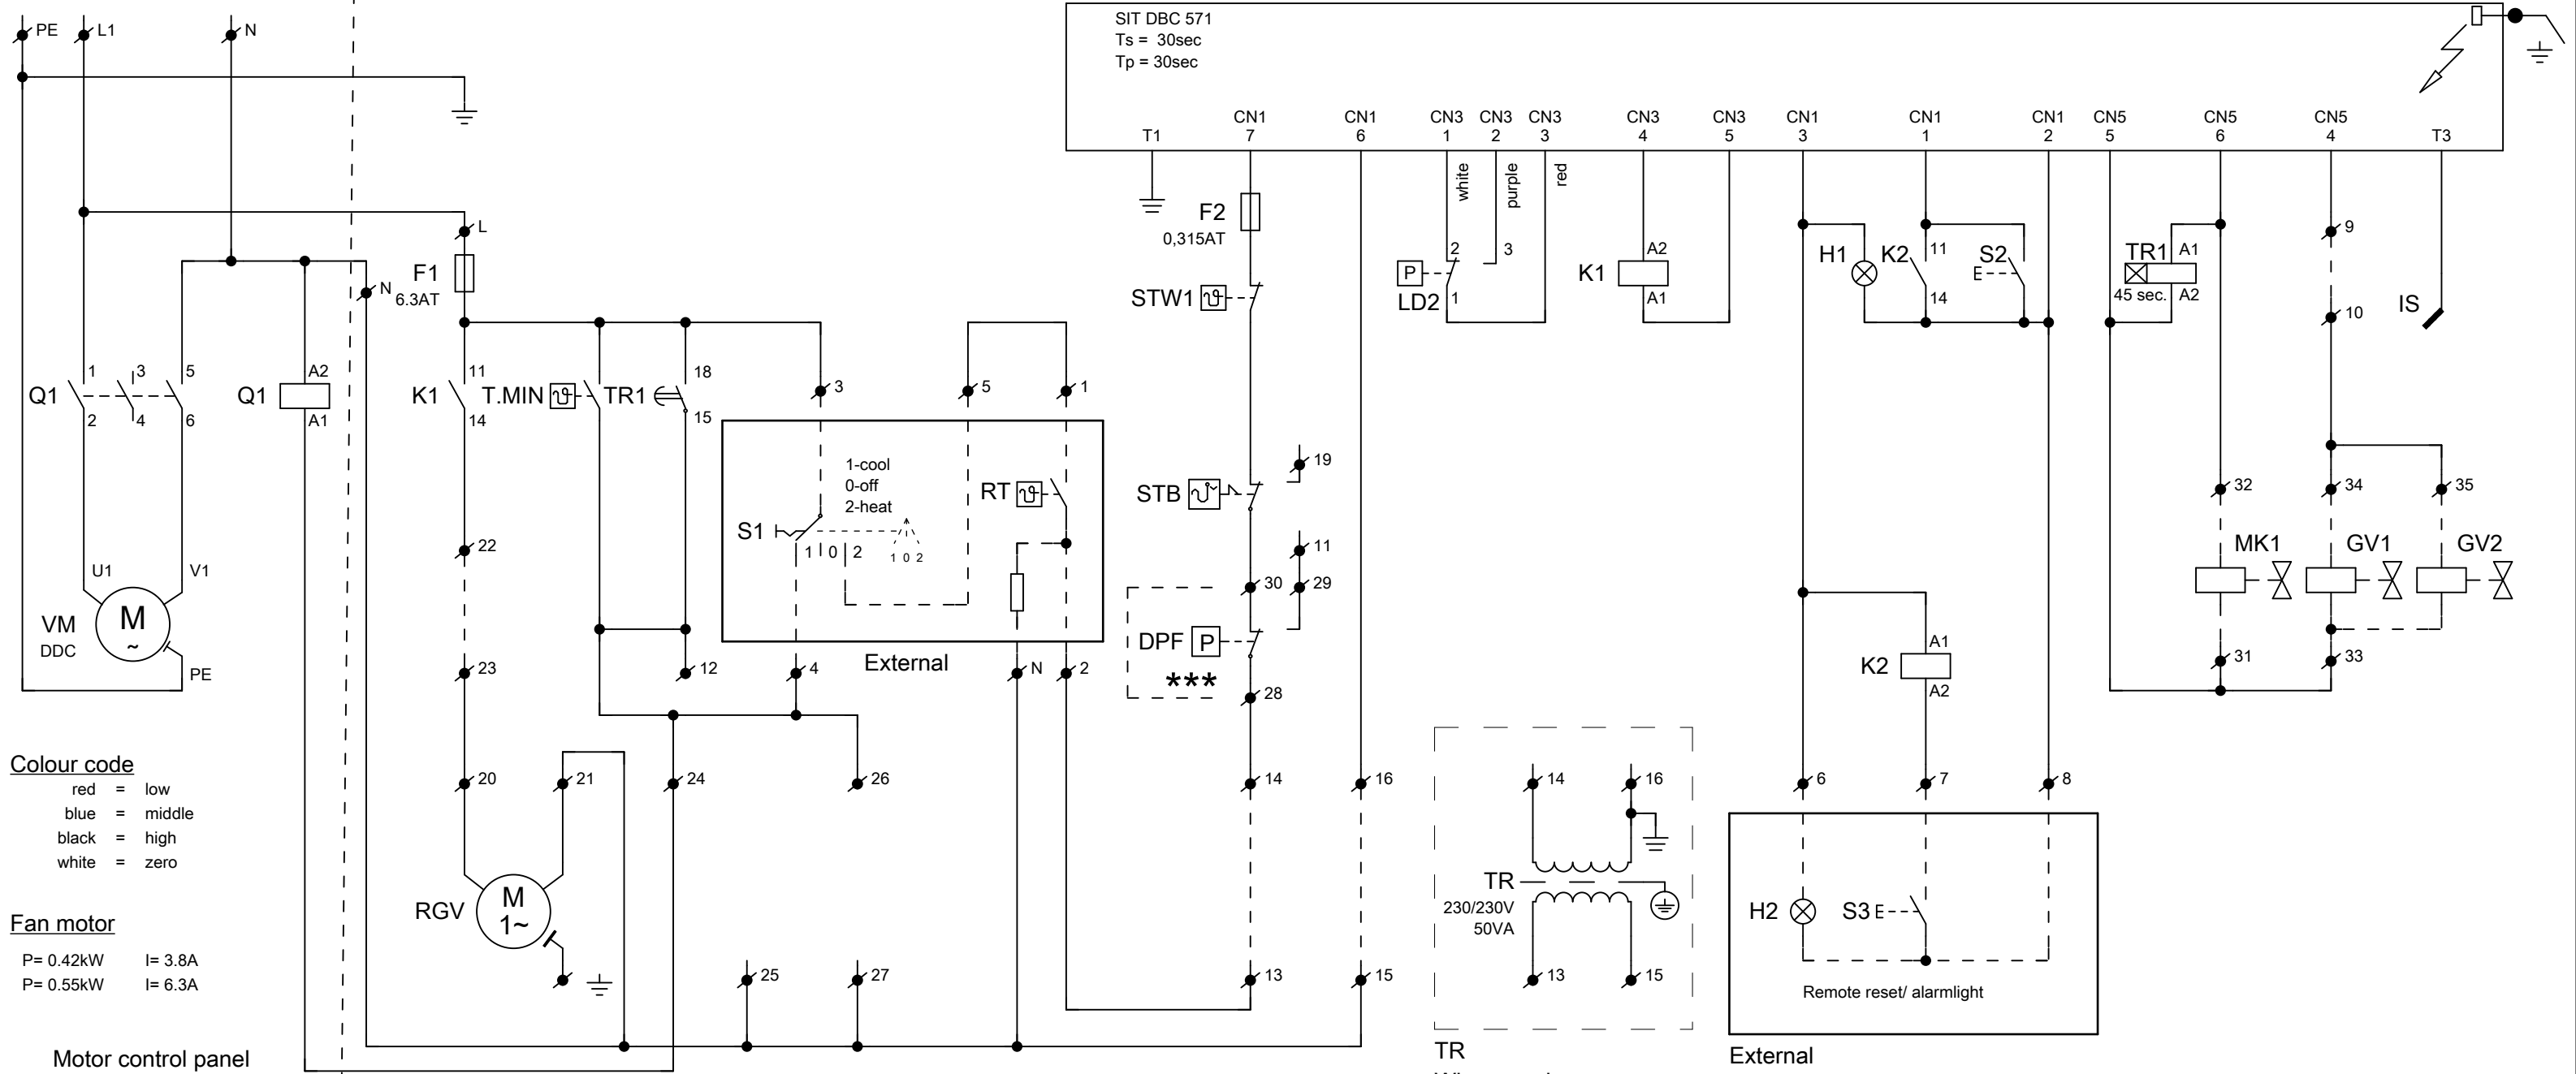 PE
L1
N
SIT DBC 571
Ts = 30sec
Tp = 30sec
T1
CN1
7
CN1
6
CN3
1
CN3
2
CN3
3
CN3
4
CN3
5
CN1
3
CN1
1
CN1
2
CN5
5
CN5
6
CN5
4
T3
white
purple
red
L
F1
6.3AT
N
F2
0,315AT
STW1
P
LD2
2
3
1
K1
A2
A1
H1
K2
11
14
S2
E
TR1
A1
45 sec.
A2
9
10
IS
Q1
1
3
5
2
4
6
Q1
A2
A1
K1
11
14
T.MIN
TR1
18
15
3
5
1
1-cool
0-off
2-heat
S1
1
0
2
1 0 2
RT
External
STB
19
11
30
29
DPF
P
***
28
22
23
12
4
N
2
U1
V1
VM
DDC
M
~
PE
32
34
35
MK1
GV1
GV2
31
33
K2
A1
A2
Colour code
red = low
blue = middle
black = high
white = zero
20
21
24
26
14
16
14
16
6
7
8
RGV
M
1~
TR
230/230V
50VA
H2
S3
E
Fan motor
P= 0.42kW I= 3.8A
P= 0.55kW I= 6.3A
25
27
13
15
13
15
Remote reset/ alarmlight
Motor control panel
TR
External